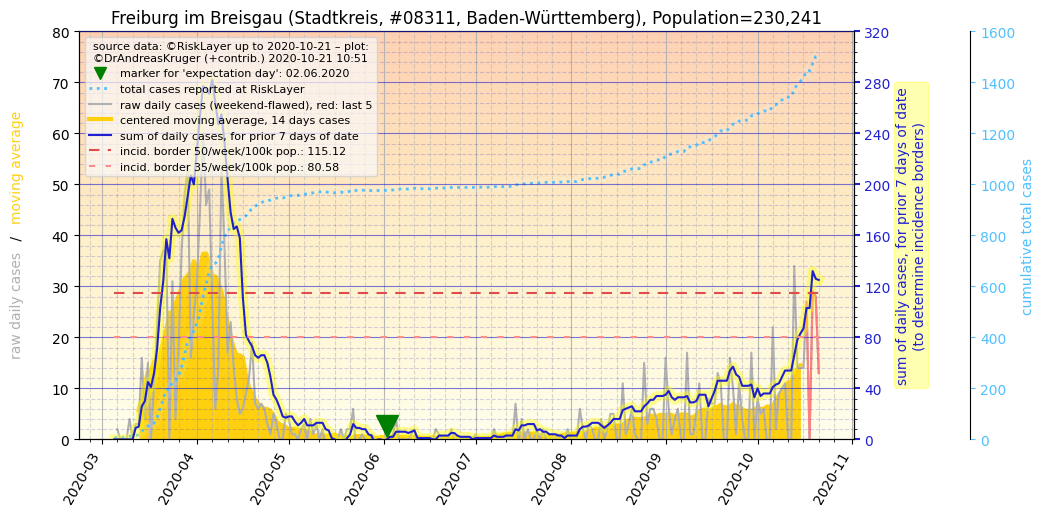 Freiburg im Breisgau (Stadtkreis, #08311, Baden-Württemberg), Population=230,241
source data: ©RiskLayer up to 2020-10-21 – plot:
©DrAndreasKruger (+contrib.) 2020-10-21 10:51
marker for 'expectation day': 02.06.2020
total cases reported at RiskLayer
raw daily cases (weekend-flawed), red: last 5
centered moving average, 14 days cases
sum of daily cases, for prior 7 days of date
incid. border 50/week/100k pop.: 115.12
incid. border 35/week/100k pop.: 80.58
raw daily cases / moving average
80
70
60
50
40
30
20
10
0
320
280
240
200
160
120
80
40
0
sum of daily cases, for prior 7 days of date
(to determine incidence borders)
1600
1400
1200
1000
800
600
400
200
0
cumulative total cases
2020-03
2020-04
2020-05
2020-06
2020-07
2020-08
2020-09
2020-10
2020-11